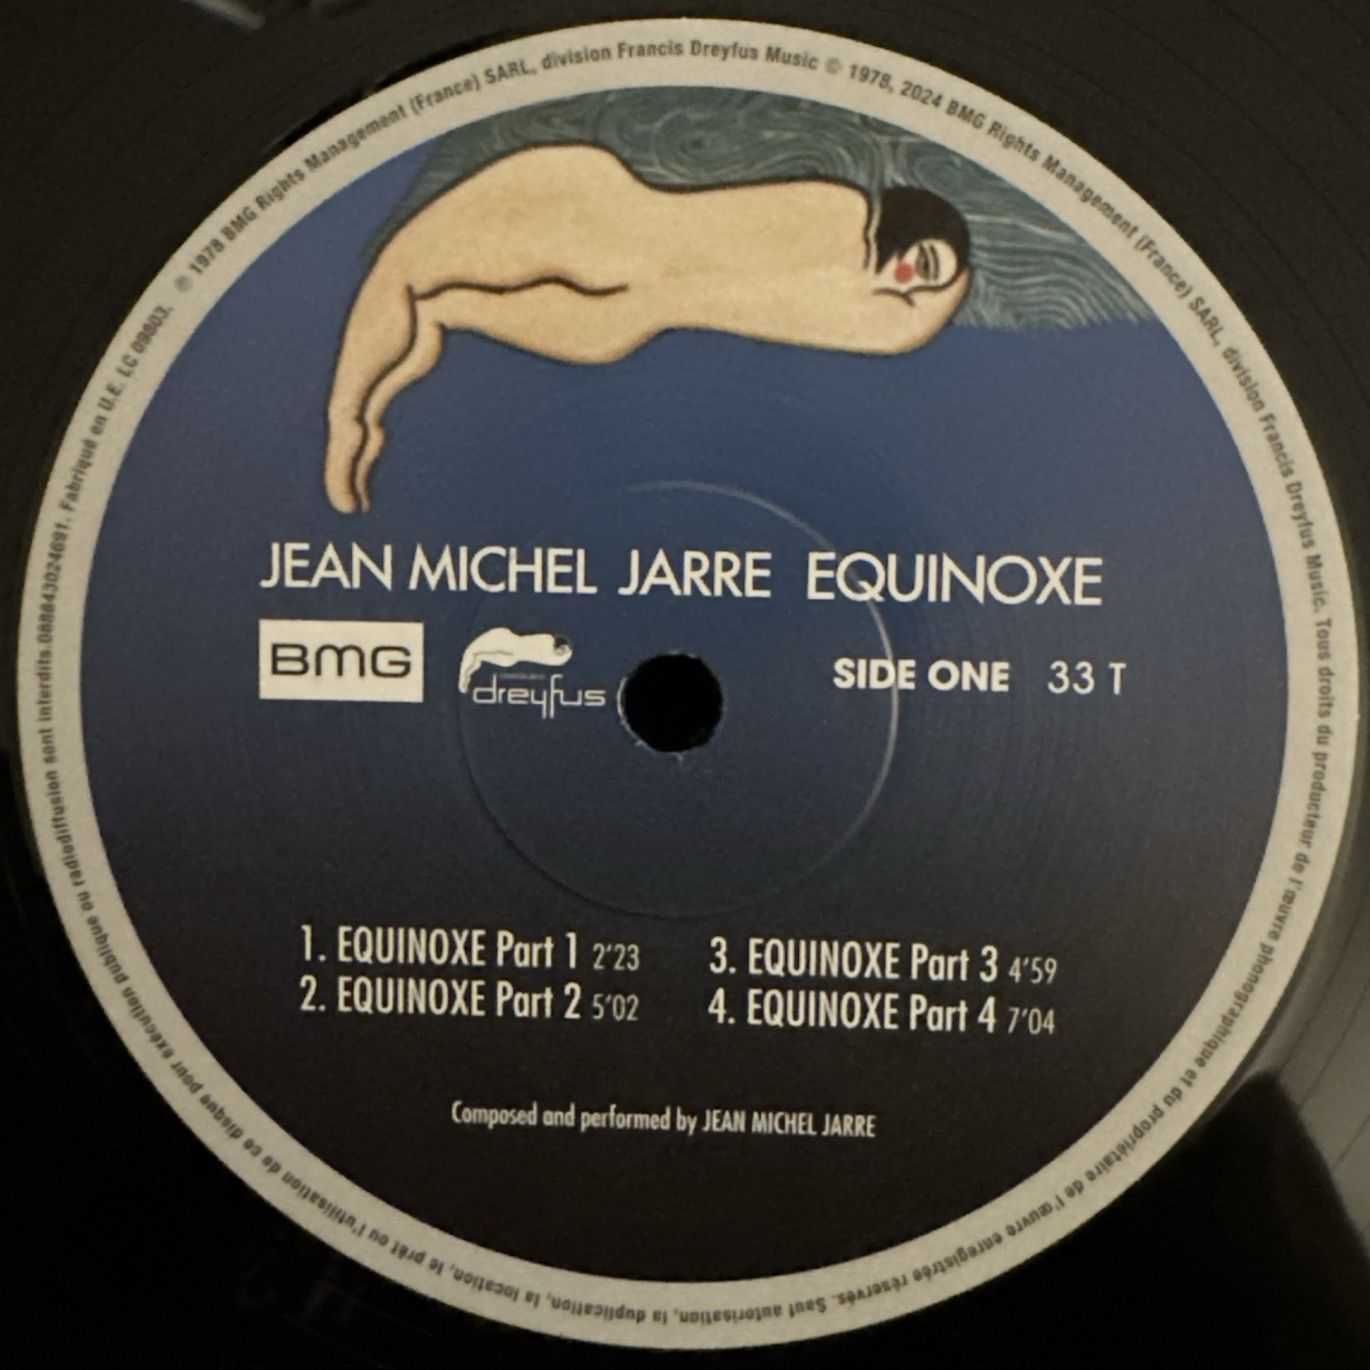 ℗ 1978 BMG Rights Management (France) SARL, division Francis Dreyfus Music © 1978, 2024 BMG Rights Management (France) SARL, division Francis Dreyfus Music. Tous droits du producteur de l'œuvre phonographique et du propriétaire de l'œuvre enregistrée réservés. Sauf autorisation, la duplication, la location, le prêt ou l'utilisation de ce disque pour exécution publique ou radiodiffusion sont interdits. Fabriqué en U.E. LC 09803.
JEAN MICHEL JARRE EQUINOXE
BMG
dreyfus
SIDE ONE 33 T
1. EQUINOXE Part 1 2'23
2. EQUINOXE Part 2 5'02
3. EQUINOXE Part 3 4'59
4. EQUINOXE Part 4 7'04
Composed and performed by JEAN MICHEL JARRE